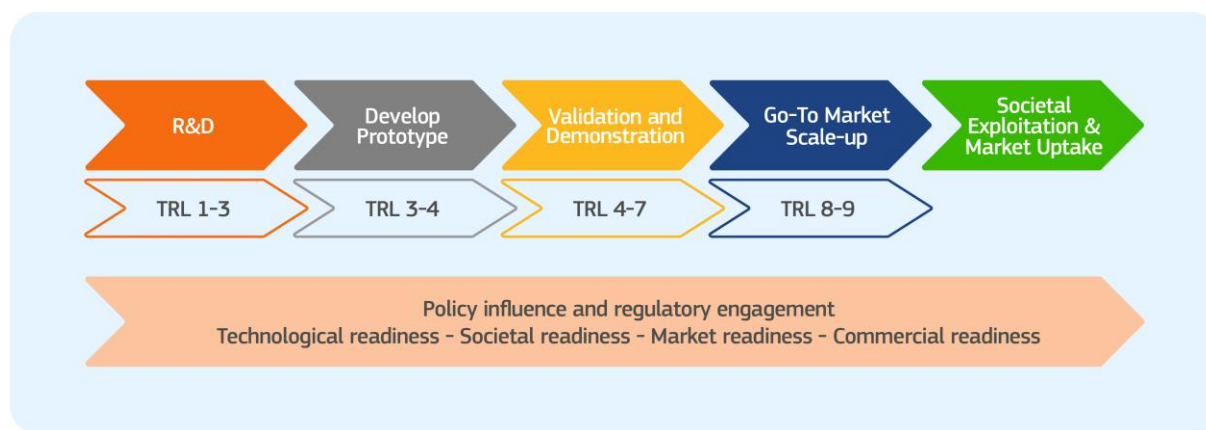 R&D
Develop
Prototype
Validation and
Demonstration
Go-To Market
Scale-up
Societal
Exploitation &
Market Uptake
TRL 1-3
TRL 3-4
TRL 4-7
TRL 8-9
Policy influence and regulatory engagement
Technological readiness - Societal readiness - Market readiness - Commercial readiness